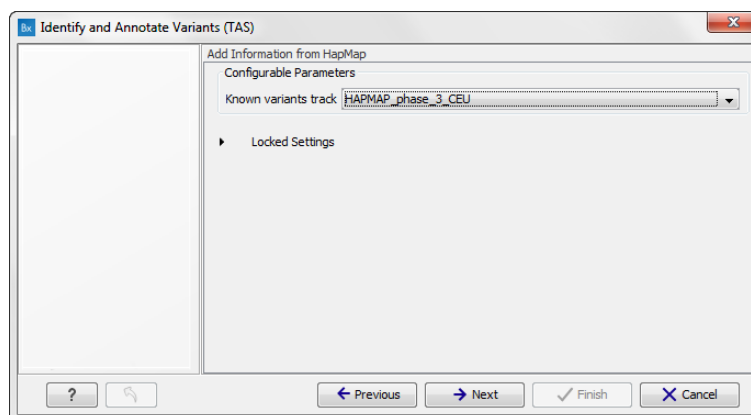 Bx Identify and Annotate Variants (TAS) X
Add Information from HapMap
Configurable Parameters
Known variants track HAPMAP_phase_3_CEU
Locked Settings
? Previous Next Finish Cancel